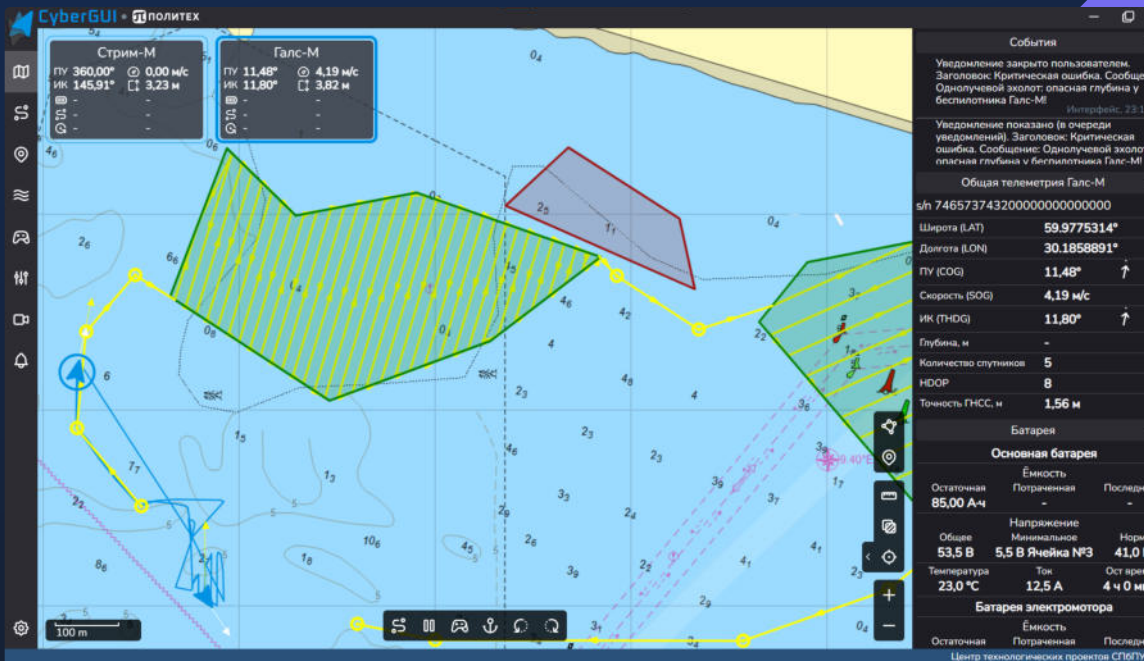 CyberGUI • ПОЛИТЕХ
Стрим-М
ПУ 360,00° 0,00 м/с
ИК 145,91° 3,23 м
- -
- -
- -
Галс-М
ПУ 11,48° 4,19 м/с
ИК 11,80° 3,82 м
- -
- -
- -
100 m
События
Уведомление закрыто пользователем.
Заголовок: Критическая ошибка. Сообще
Однолучевой эхолот: опасная глубина у
беспилотника Галс-М!
Интерфейс, 23:1
Уведомление показано (в очереди
уведомлений). Заголовок: Критическая
ошибка. Сообщение: Однолучевой эхоло
опасная глубина у беспилотника Галс-М!
Общая телеметрия Галс-М
Широта (LAT) 59.9775314°
Долгота (LON) 30.1858891°
ПУ (COG) 11,48°
Скорость (SOG) 4,19 м/с
ИК (THDG) 11,80°
Глубина, м -
Количество спутников 5
HDOP 8
Точность ГНСС, м 1,56 м
Батарея
Основная батарея
Ёмкость
Остаточная Потраченная Последн
85,00 А·ч - -
Напряжение
Общее Минимальное Норм
53,5 В 5,5 В Ячейка №3 41,0
Температура Ток Ост врем
23,0 °C 12,5 А 4 ч 0 м
Батарея электромотора
Ёмкость
Остаточная Потраченная Последн
Центр технологических проектов СПбПУ